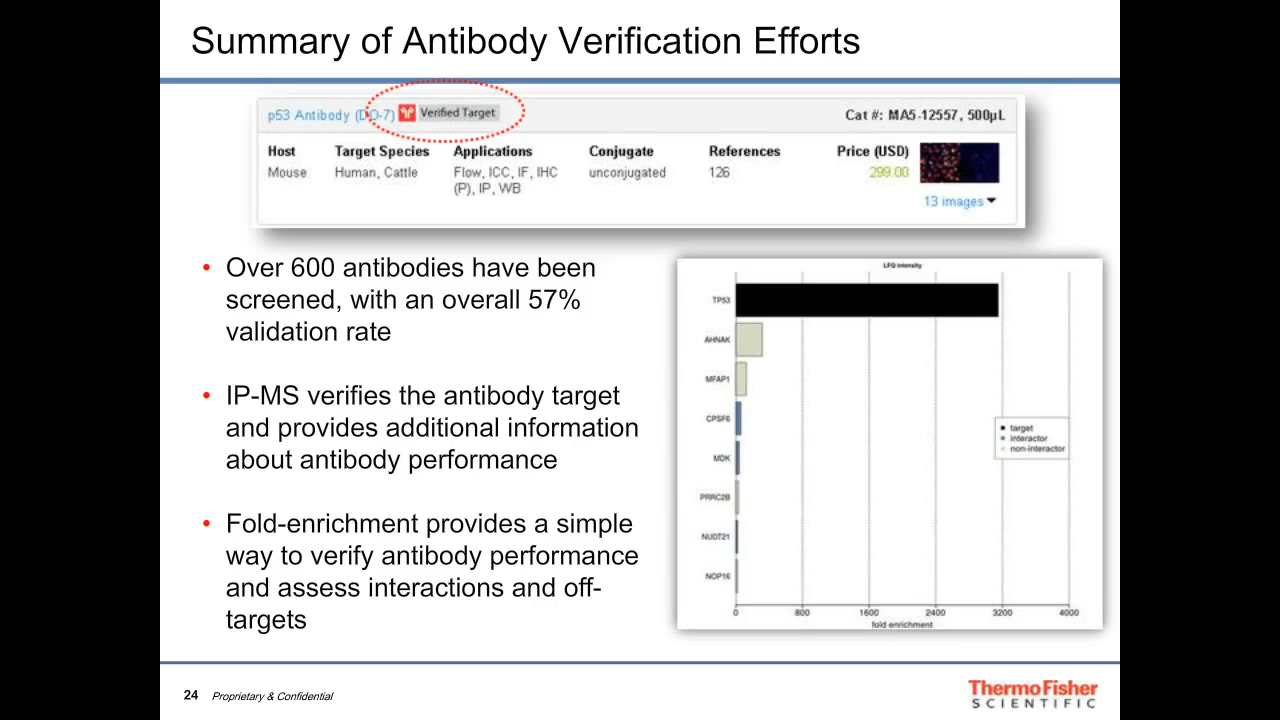 Summary of Antibody Verification Efforts
p53 Antibody (DO-7) Verified Target Cat #: MA5-12557, 500µL
Host Target Species Applications Conjugate References Price (USD)
Mouse Human, Cattle Flow, ICC, IF, IHC unconjugated 126 299.00
(P), IP, WB
13 images
• Over 600 antibodies have been
screened, with an overall 57%
validation rate
• IP-MS verifies the antibody target
and provides additional information
about antibody performance
• Fold-enrichment provides a simple
way to verify antibody performance
and assess interactions and off-
targets
LFQ intensity
TP53
AHNAK
MFAP1
CPSF6
MDK
PRRC2B
NUDT21
NOP16
target
interactor
non-interactor
0 800 1600 2400 3200 4000
fold enrichment
24 Proprietary & Confidential
ThermoFisher
SCIENTIFIC